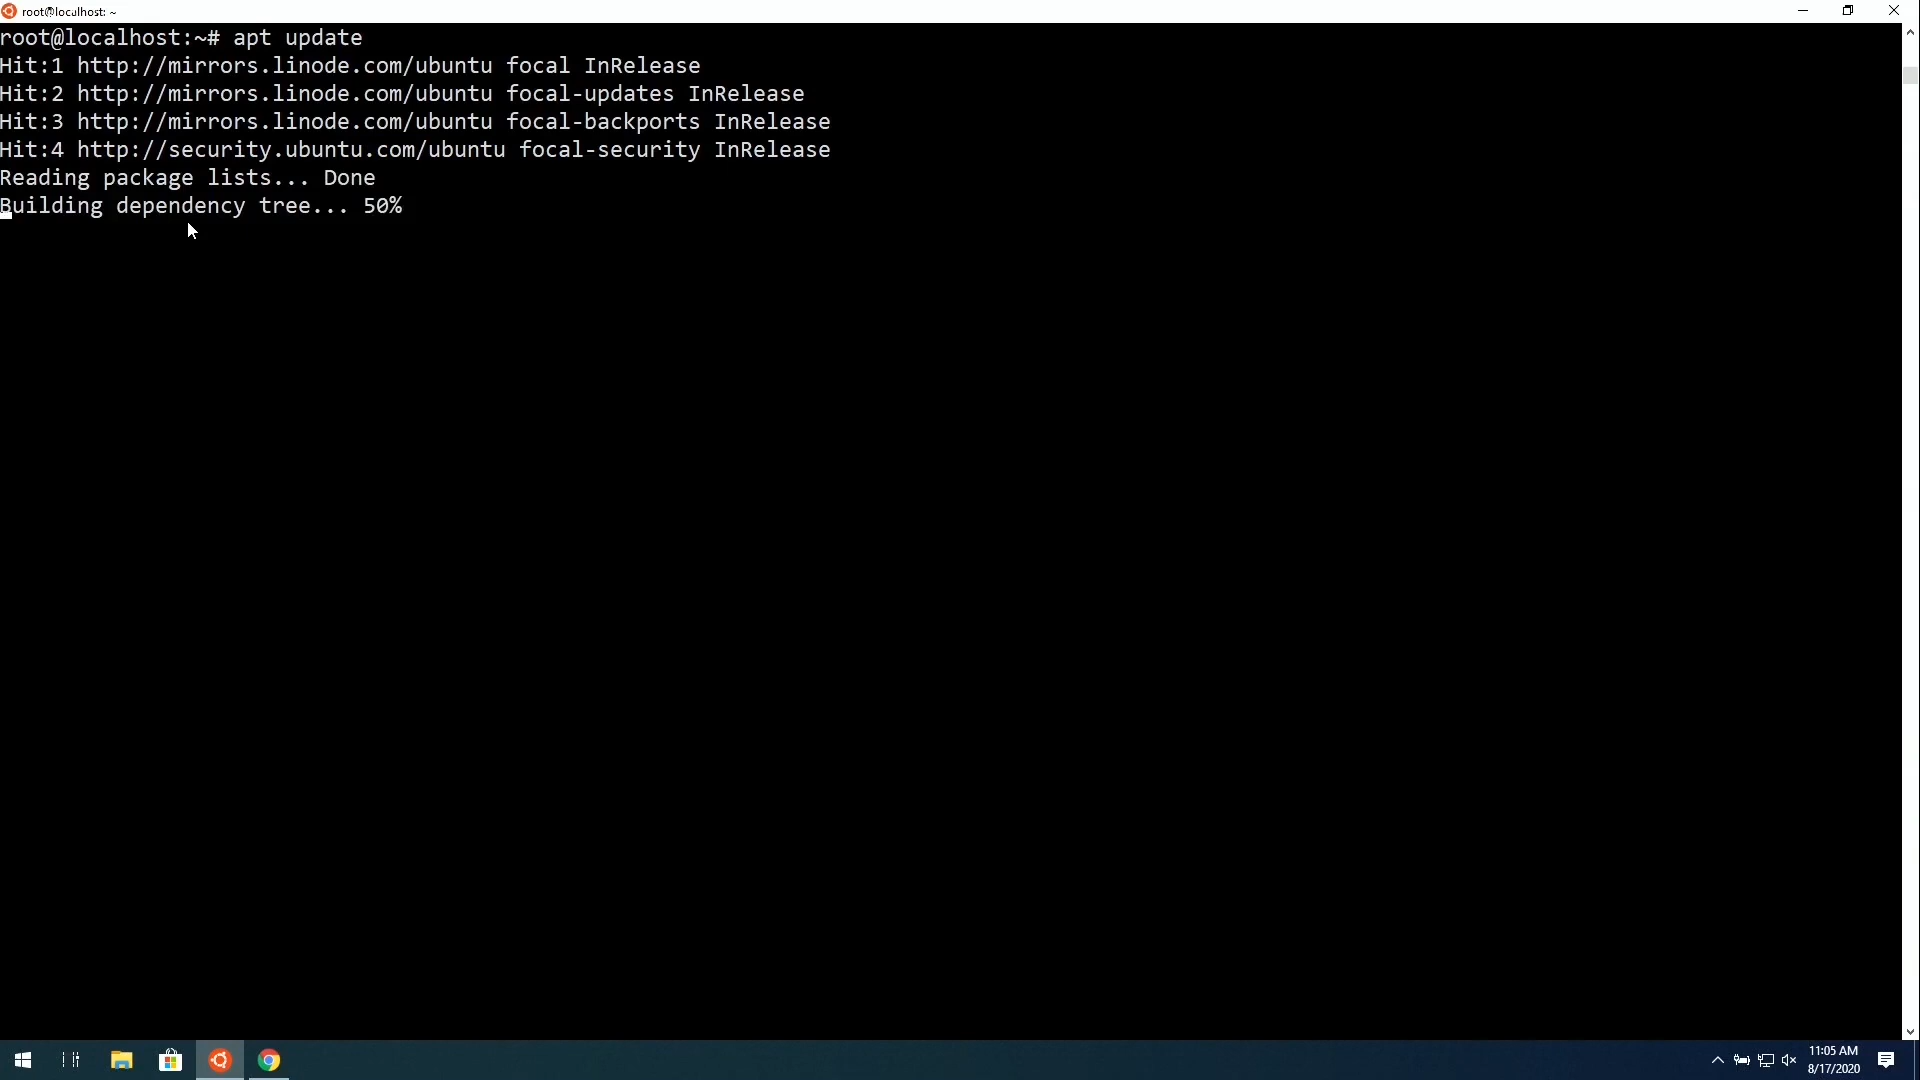 root@localhost: ~
root@localhost:~# apt update
Hit:1 http://mirrors.linode.com/ubuntu focal InRelease
Hit:2 http://mirrors.linode.com/ubuntu focal-updates InRelease
Hit:3 http://mirrors.linode.com/ubuntu focal-backports InRelease
Hit:4 http://security.ubuntu.com/ubuntu focal-security InRelease
Reading package lists... Done
Building dependency tree... 50%
11:05 AM
8/17/2020